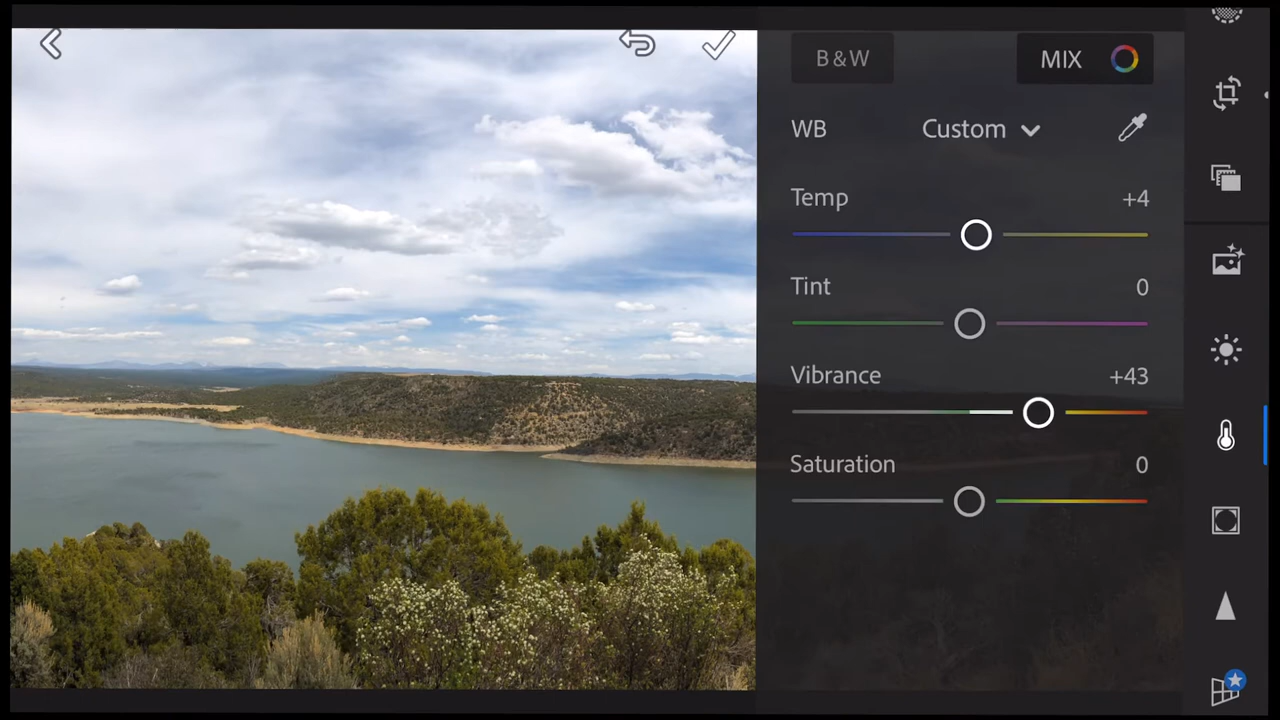 B&W MIX
WB Custom
Temp +4
Tint 0
Vibrance +43
Saturation 0